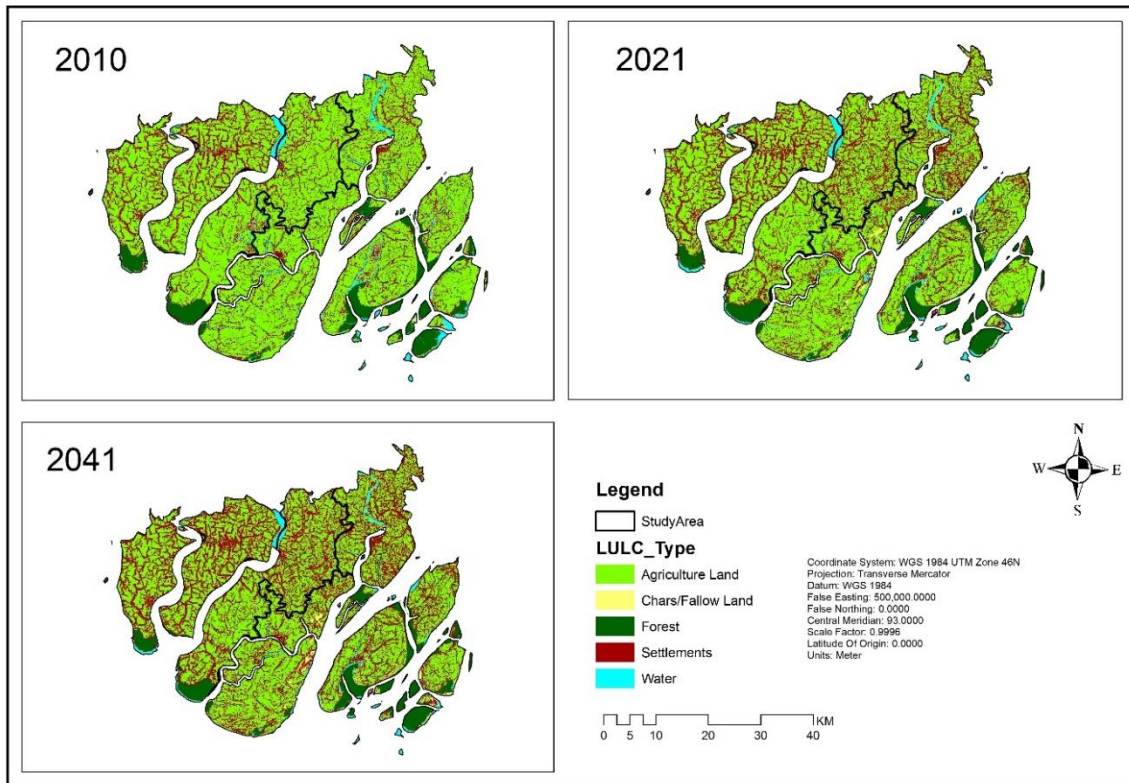 2010
2021
2041
N
W
E
S
Legend
StudyArea
LULC_Type
Agriculture Land
Chars/Fallow Land
Forest
Settlements
Water
Coordinate System: WGS 1984 UTM Zone 46N
Projection: Transverse Mercator
Datum: WGS 1984
False Easting: 500,000.0000
False Northing: 0.0000
Central Meridian: 93.0000
Scale Factor: 0.9996
Latitude Of Origin: 0.0000
Units: Meter
KM
0 5 10 20 30 40